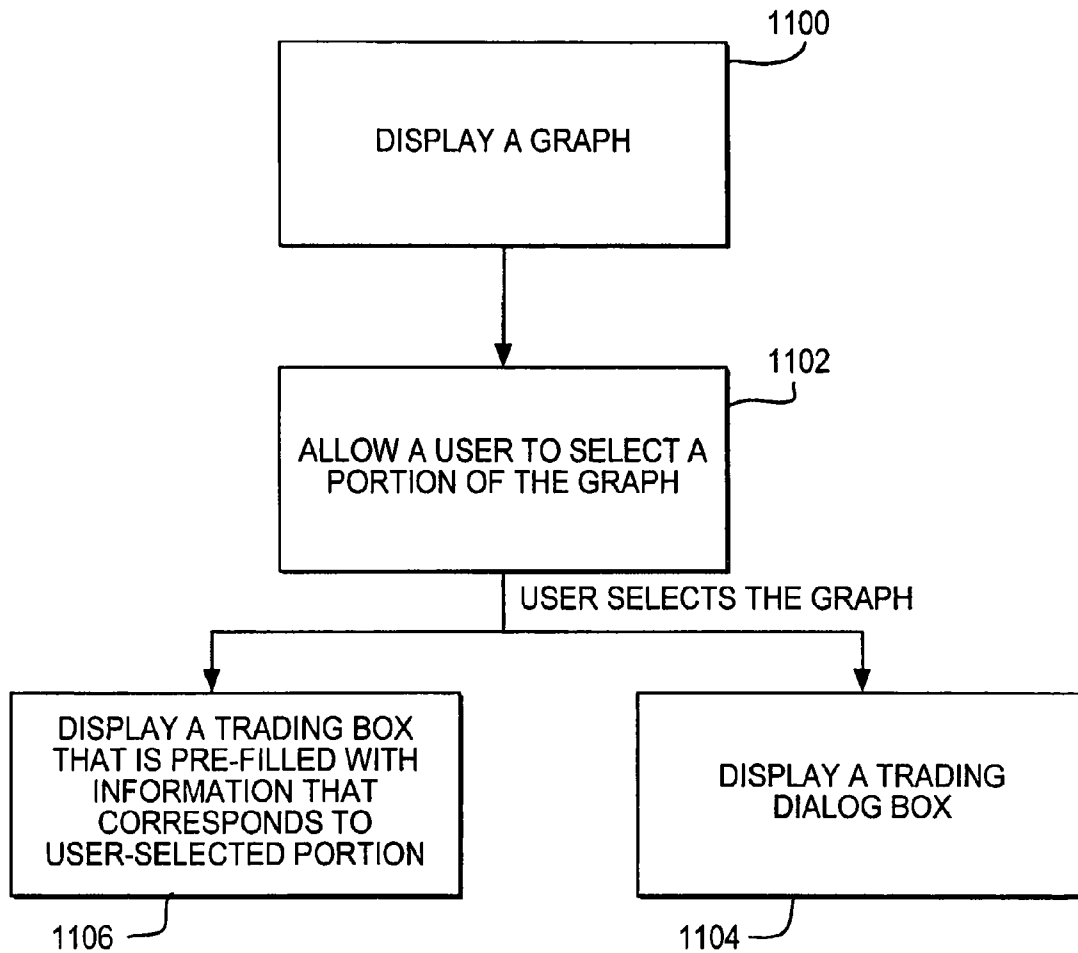 1100
DISPLAY A GRAPH
1102
ALLOW A USER TO SELECT A
PORTION OF THE GRAPH
USER SELECTS THE GRAPH
DISPLAY A TRADING BOX
THAT IS PRE-FILLED WITH
INFORMATION THAT
CORRESPONDS TO
USER-SELECTED PORTION
1106
DISPLAY A TRADING
DIALOG BOX
1104